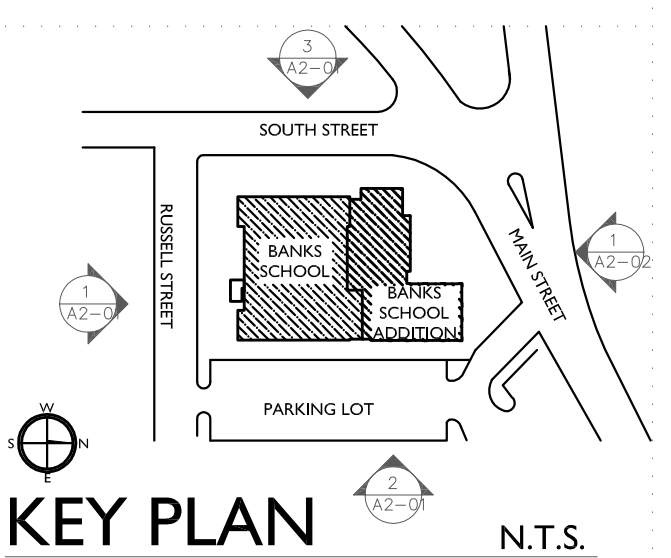 3
A2-01
SOUTH STREET
RUSSELL STREET
BANKS
SCHOOL
MAIN STREET
1
A2-02
1
A2-01
BANKS
SCHOOL
ADDITION
PARKING LOT
W
S
N
E
2
A2-01
KEY PLAN
N.T.S.